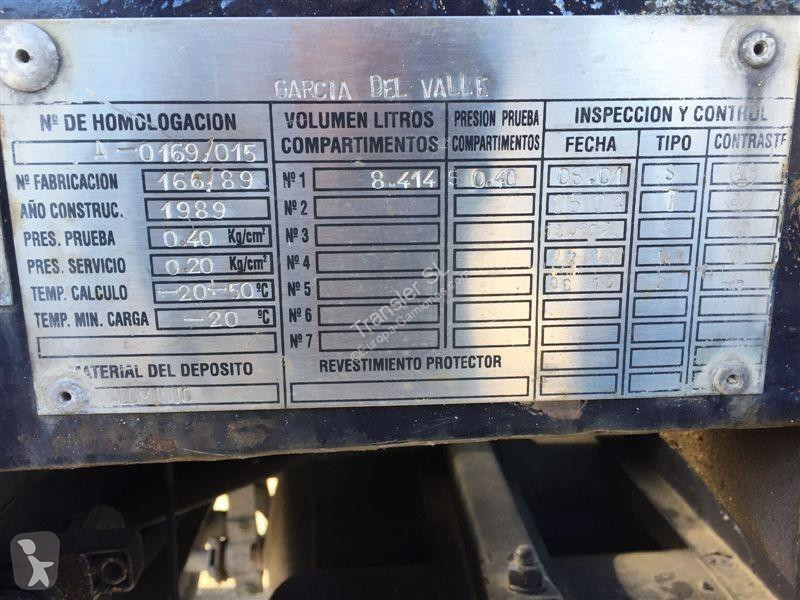 GARCIA DEL VALLE
Nº DE HOMOLOGACION
A-0169/015
Nº FABRICACION 166/89
AÑO CONSTRUC. 1989
PRES. PRUEBA 0.40 Kg/cm²
PRES. SERVICIO 0.20 Kg/cm²
TEMP. CALCULO -20+50 ºC
TEMP. MIN. CARGA -20 ºC
MATERIAL DEL DEPOSITO
VOLUMEN LITROS
COMPARTIMENTOS
Nº 1 8.414
Nº 2
Nº 3
Nº 4
Nº 5
Nº 6
Nº 7
PRESION PRUEBA
COMPARTIMENTOS
0.40
REVESTIMIENTO PROTECTOR
INSPECCION Y CONTROL
FECHA TIPO CONTRASTE
08.01 S
Transler SL
@Europa-Camiones.com